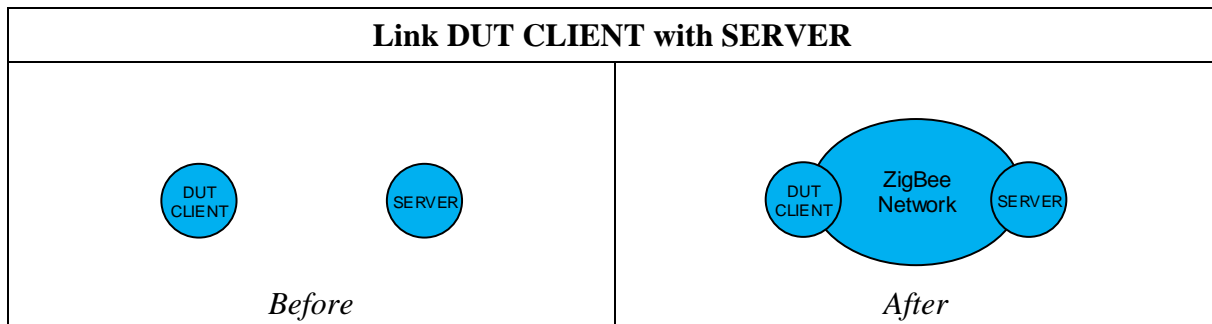 Link DUT CLIENT with SERVER
DUT
CLIENT
SERVER
Before
DUT
CLIENT
ZigBee
Network
SERVER
After